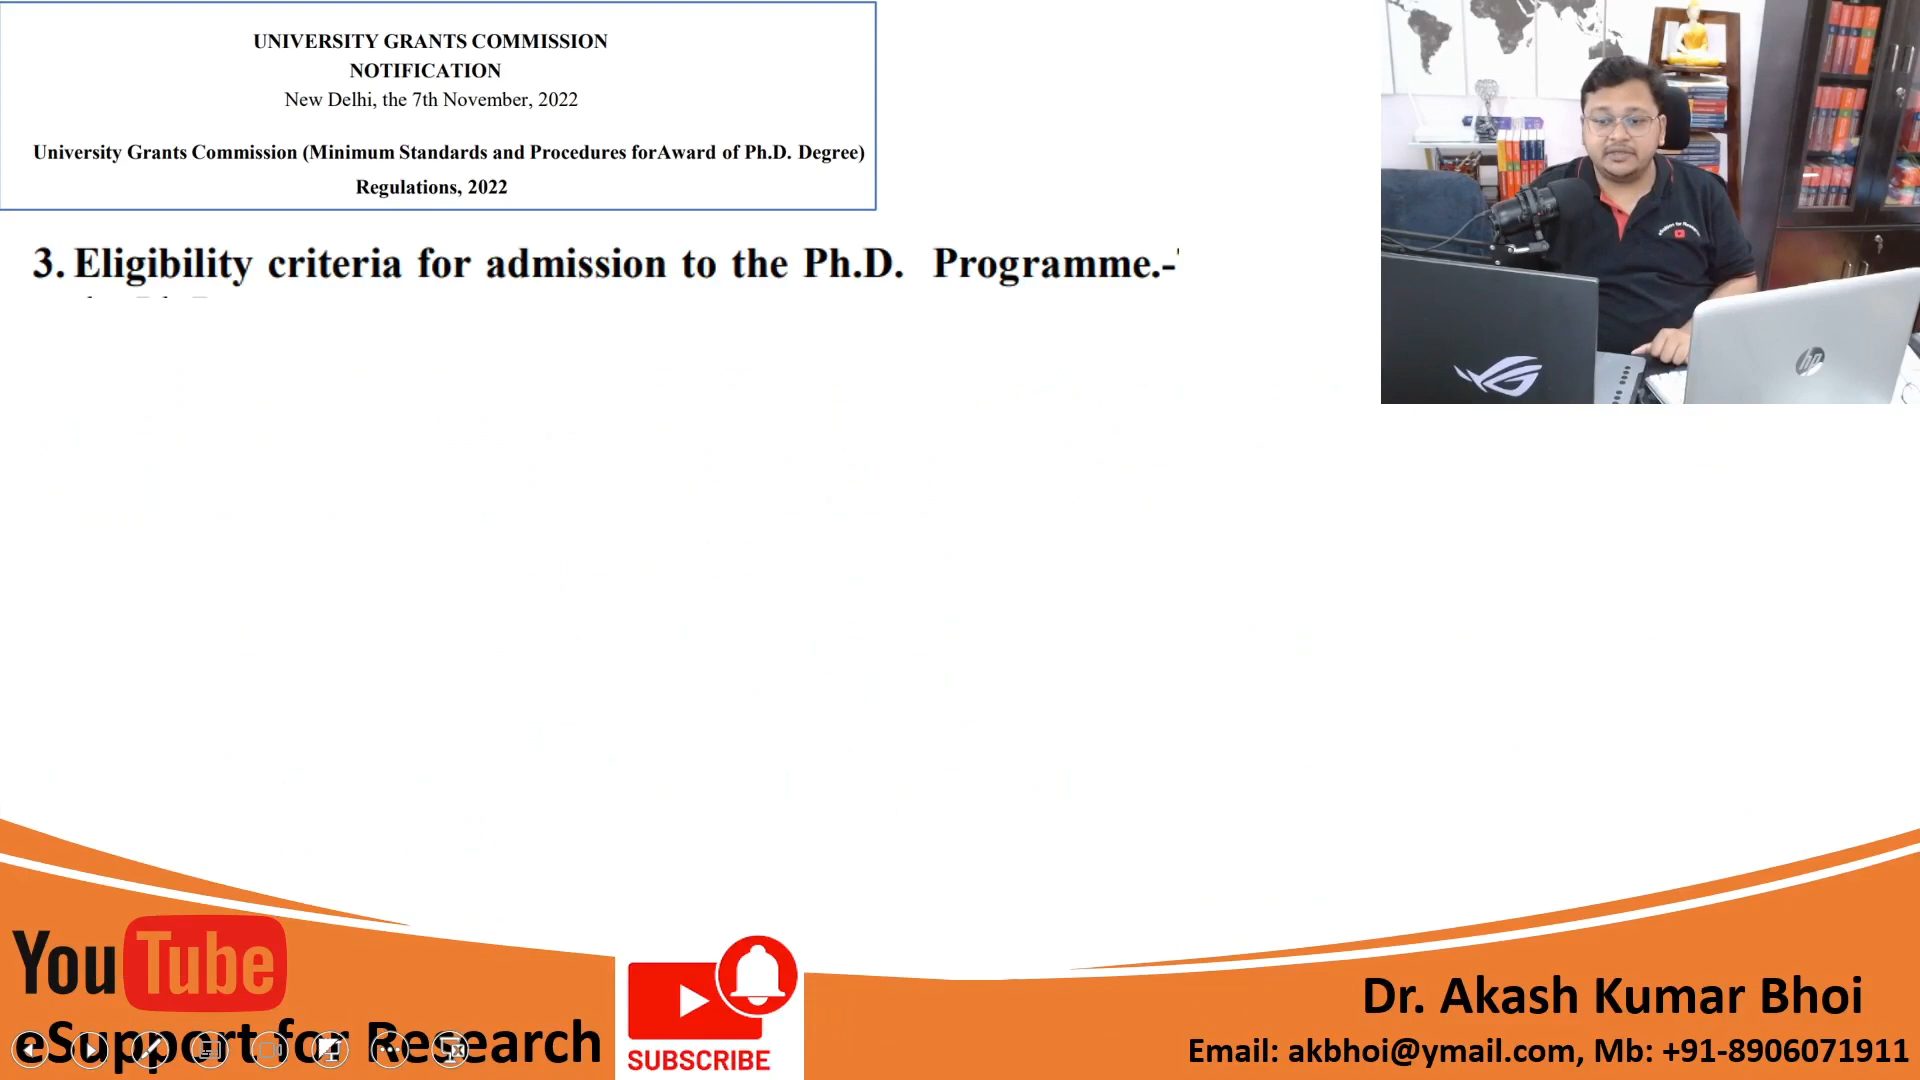 UNIVERSITY GRANTS COMMISSION
NOTIFICATION
New Delhi, the 7th November, 2022
University Grants Commission (Minimum Standards and Procedures forAward of Ph.D. Degree)
Regulations, 2022
3. Eligibility criteria for admission to the Ph.D. Programme.-
hp
YouTube
eSupport for Research
SUBSCRIBE
Dr. Akash Kumar Bhoi
Email: akbhoi@ymail.com, Mb: +91-8906071911